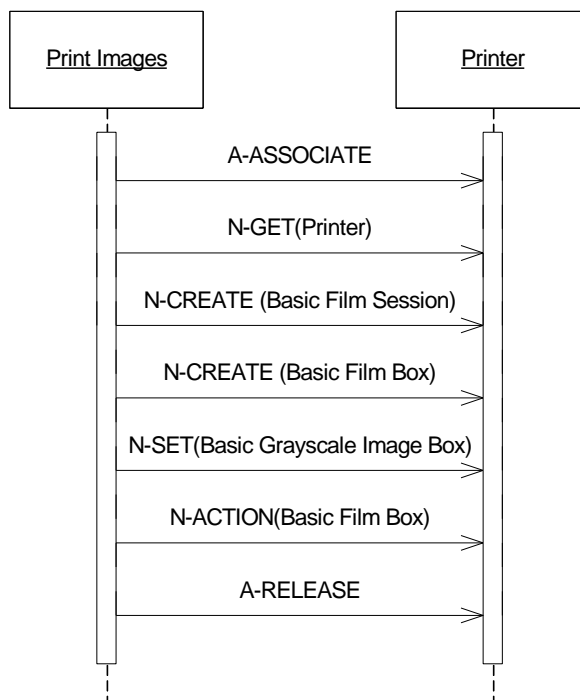 Print Images
Printer
A-ASSOCIATE
N-GET(Printer)
N-CREATE (Basic Film Session)
N-CREATE (Basic Film Box)
N-SET(Basic Grayscale Image Box)
N-ACTION(Basic Film Box)
A-RELEASE